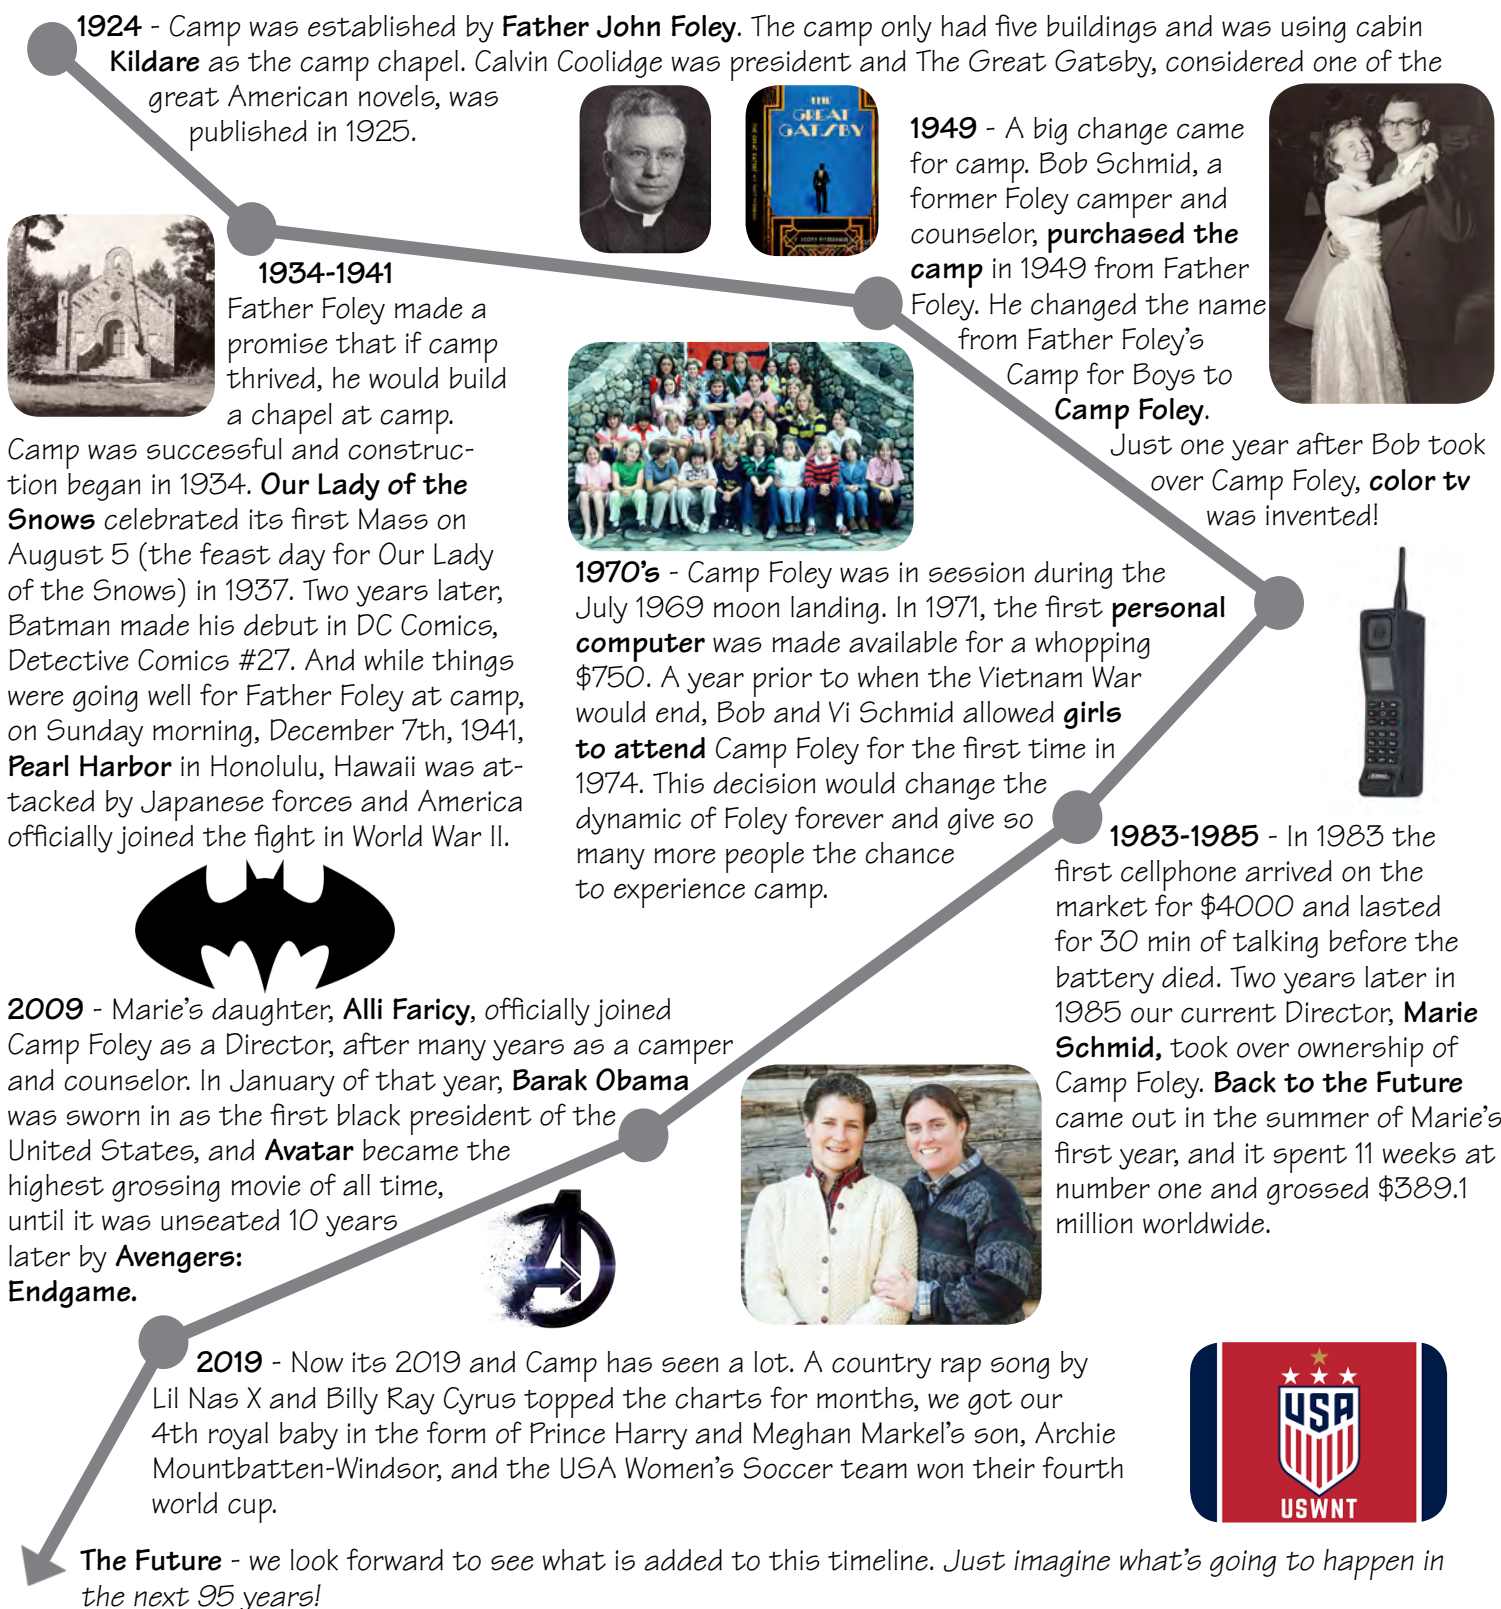 1924 - Camp was established by Father John Foley. The camp only had five buildings and was using cabin
Kildare as the camp chapel. Calvin Coolidge was president and The Great Gatsby, considered one of the
great American novels, was
published in 1925.
THE
GREAT
GATSBY
1949 - A big change came
for camp. Bob Schmid, a
former Foley camper and
counselor, purchased the
camp in 1949 from Father
Foley. He changed the name
from Father Foley's
Camp for Boys to
Camp Foley.
Just one year after Bob took
over Camp Foley, color tv
was invented!
1934-1941
Father Foley made a
promise that if camp
thrived, he would build
a chapel at camp.
Camp was successful and construc-
tion began in 1934. Our Lady of the
Snows celebrated its first Mass on
August 5 (the feast day for Our Lady
of the Snows) in 1937. Two years later,
Batman made his debut in DC Comics,
Detective Comics #27. And while things
were going well for Father Foley at camp,
on Sunday morning, December 7th, 1941,
Pearl Harbor in Honolulu, Hawaii was at-
tacked by Japanese forces and America
officially joined the fight in World War II.
1970's - Camp Foley was in session during the
July 1969 moon landing. In 1971, the first personal
computer was made available for a whopping
$750. A year prior to when the Vietnam War
would end, Bob and Vi Schmid allowed girls
to attend Camp Foley for the first time in
1974. This decision would change the
dynamic of Foley forever and give so
many more people the chance
to experience camp.
1983-1985 - In 1983 the
first cellphone arrived on the
market for $4000 and lasted
for 30 min of talking before the
battery died. Two years later in
1985 our current Director, Marie
Schmid, took over ownership of
Camp Foley. Back to the Future
came out in the summer of Marie's
first year, and it spent 11 weeks at
number one and grossed $389.1
million worldwide.
2009 - Marie's daughter, Alli Faricy, officially joined
Camp Foley as a Director, after many years as a camper
and counselor. In January of that year, Barak Obama
was sworn in as the first black president of the
United States, and Avatar became the
highest grossing movie of all time,
until it was unseated 10 years
later by Avengers:
Endgame.
2019 - Now its 2019 and Camp has seen a lot. A country rap song by
Lil Nas X and Billy Ray Cyrus topped the charts for months, we got our
4th royal baby in the form of Prince Harry and Meghan Markel's son, Archie
Mountbatten-Windsor, and the USA Women's Soccer team won their fourth
world cup.
USA
USWNT
The Future - we look forward to see what is added to this timeline. Just imagine what's going to happen in
the next 95 years!